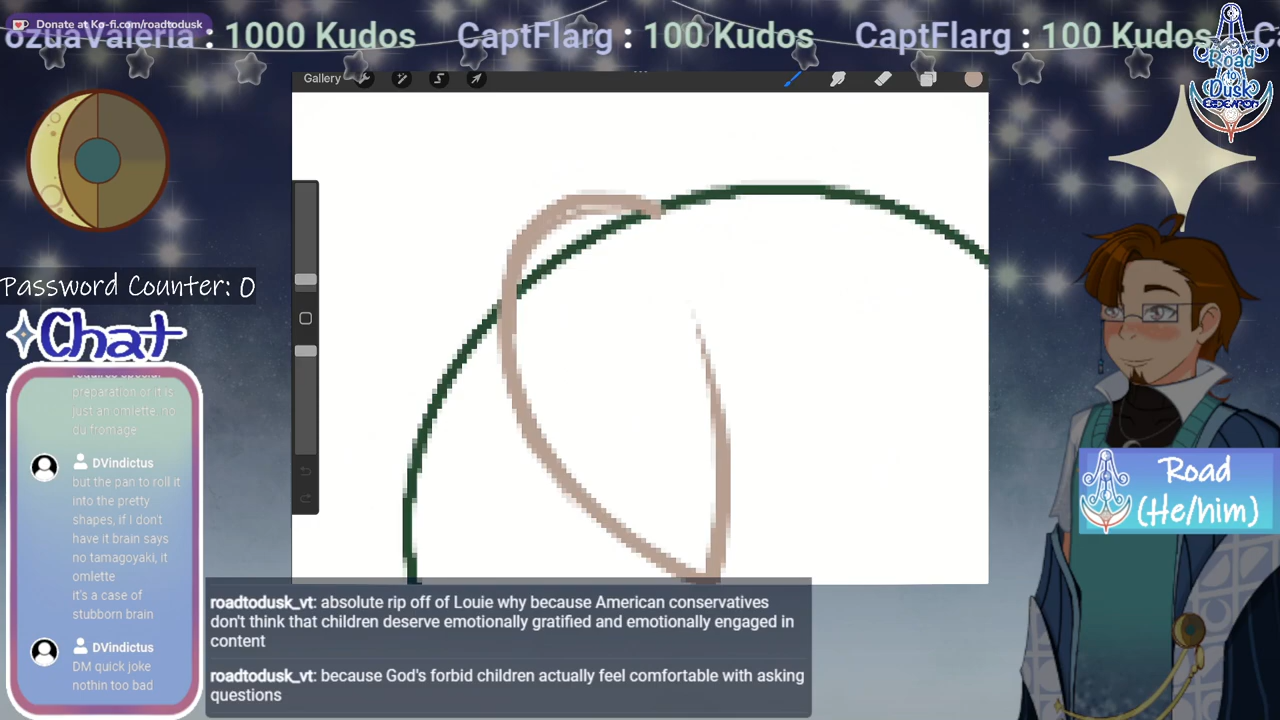 Donate at Ko-fi.com/roadtodusk
ozuaValeria : 1000 Kudos CaptFlarg : 100 Kudos CaptFlarg : 100 Kudos
Road
to
Dusk
Gallery
Password Counter: 0
Chat
requires special
preparation or it is
just an omlette, no
du fromage
DVindictus
but the pan to roll it
into the pretty
shapes, if I don't
have it brain says
no tamagoyaki, it
omlette
it's a case of
stubborn brain
DVindictus
DM quick joke
nothin too bad
roadtodusk_vt: absolute rip off of Louie why because American conservatives
don't think that children deserve emotionally gratified and emotionally engaged in
content
roadtodusk_vt: because God's forbid children actually feel comfortable with asking
questions
Road
(He/him)